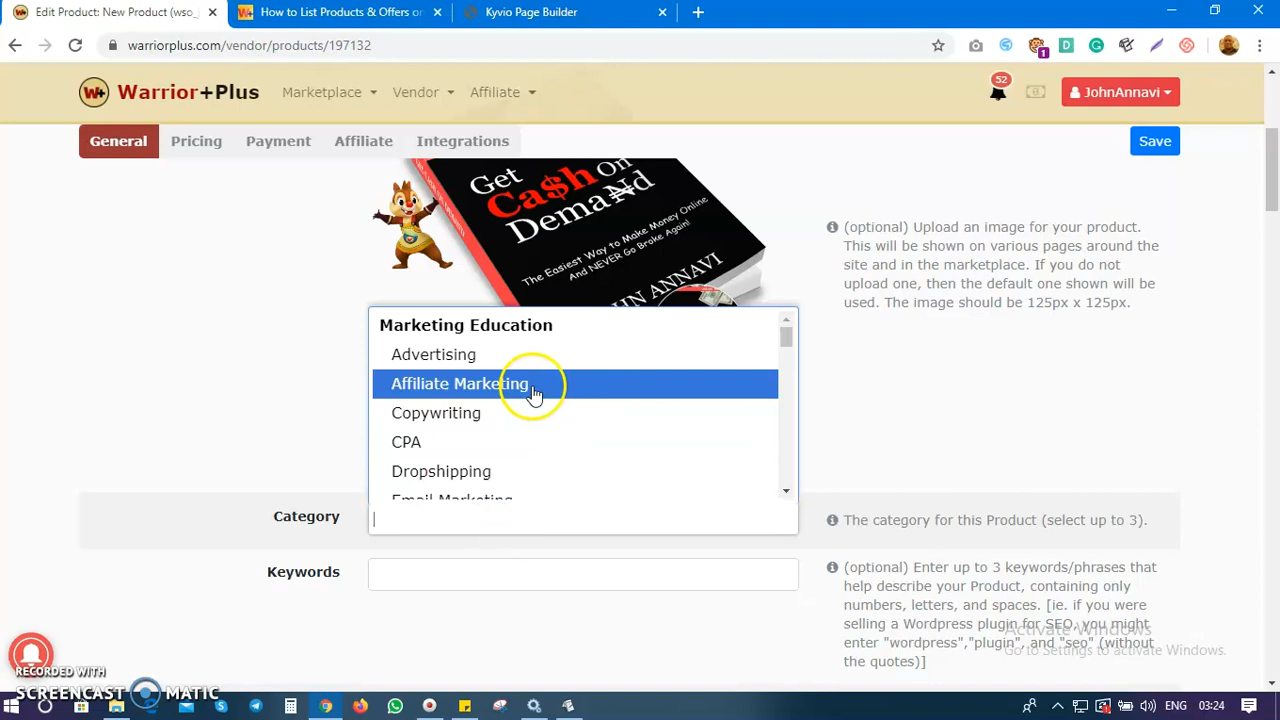 Edit Product: New Product (wso_
How to List Products & Offers on
Kyvio Page Builder
warriorplus.com/vendor/products/197132
Warrior+Plus
Marketplace
Vendor
Affiliate
52
JohnAnnavi
General
Pricing
Payment
Affiliate
Integrations
Save
Get
Ca$h On
Demand
The Easiest Way to Make Money Online
And NEVER Go Broke Again!
HN ANNAVI
(optional) Upload an image for your product.
This will be shown on various pages around the
site and in the marketplace. If you do not
upload one, then the default one shown will be
used. The image should be 125px x 125px.
Marketing Education
Advertising
Affiliate Marketing
Copywriting
CPA
Dropshipping
Email Marketing
Category
The category for this Product (select up to 3).
Keywords
(optional) Enter up to 3 keywords/phrases that
help describe your Product, containing only
numbers, letters, and spaces. [ie. if you were
selling a Wordpress plugin for SEO, you might
enter "wordpress","plugin", and "seo" (without
the quotes)]
Activate Windows
Go to Settings to activate Windows.
RECORDED WITH
SCREENCAST MATIC
ENG
03:24